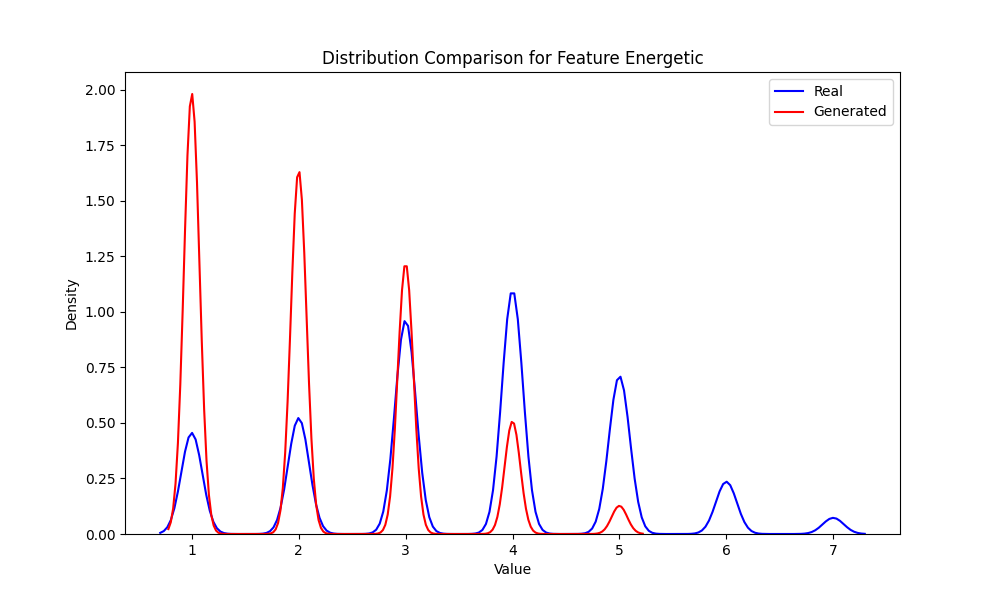 Distribution Comparison for Feature Energetic
Real
Generated
2.00
1.75
1.50
1.25
1.00
0.75
0.50
0.25
0.00
Density
1 2 3 4 5 6 7
Value